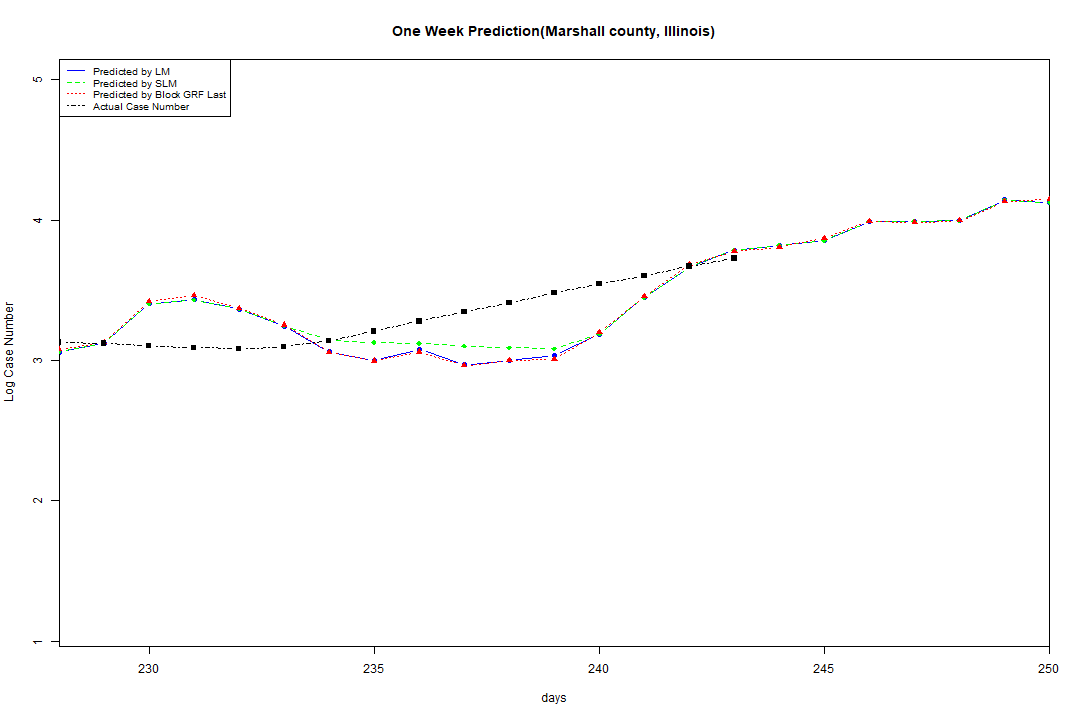 One Week Prediction(Marshall county, Illinois)
Predicted by LM
Predicted by SLM
Predicted by Block GRF Last
Actual Case Number
5
4
3
2
1
Log Case Number
230 235 240 245 250
days